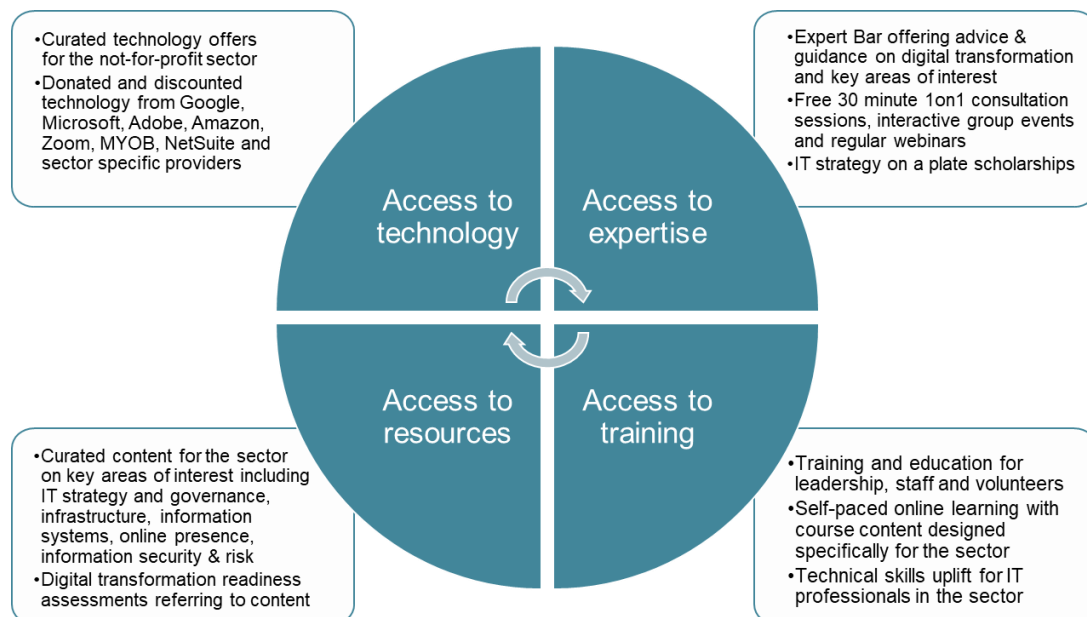 •Curated technology offers
for the not-for-profit sector
•Donated and discounted
technology from Google,
Microsoft, Adobe, Amazon,
Zoom, MYOB, NetSuite and
sector specific providers
•Expert Bar offering advice &
guidance on digital transformation
and key areas of interest
•Free 30 minute 1on1 consultation
sessions, interactive group events
and regular webinars
•IT strategy on a plate scholarships
Access to
technology
Access to
expertise
Access to
resources
Access to
training
•Curated content for the sector
on key areas of interest including
IT strategy and governance,
infrastructure, information
systems, online presence,
information security & risk
•Digital transformation readiness
assessments referring to content
•Training and education for
leadership, staff and volunteers
•Self-paced online learning with
course content designed
specifically for the sector
•Technical skills uplift for IT
professionals in the sector